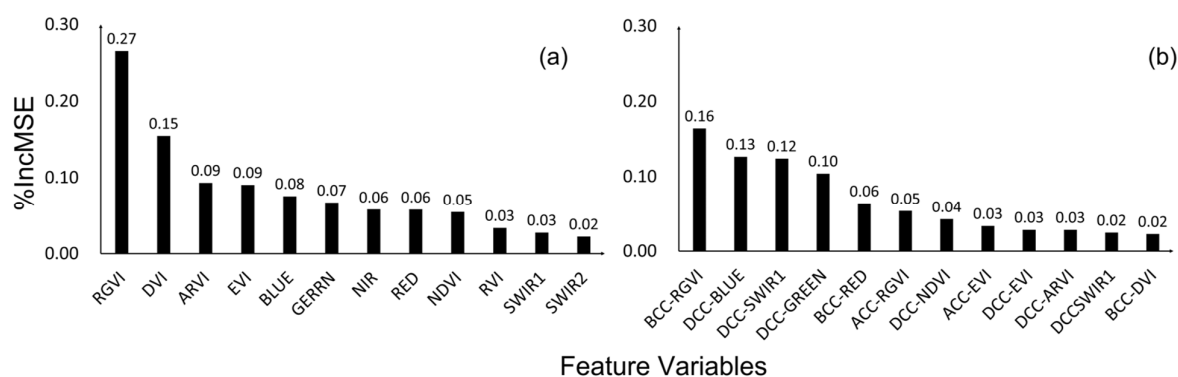 %IncMSE
0.30
0.20
0.10
0.00
(a)
0.27
0.15
0.09
0.09
0.08
0.07
0.06
0.06
0.05
0.03
0.03
0.02
RGVI
DVI
ARVI
EVI
BLUE
GERRN
NIR
RED
NDVI
RVI
SWIR1
SWIR2
0.30
0.20
0.10
0.00
(b)
0.16
0.13
0.12
0.10
0.06
0.05
0.04
0.03
0.03
0.03
0.02
0.02
BCC-RGVI
DCC-BLUE
DCC-SWIR1
DCC-GREEN
BCC-RED
ACC-RGVI
DCC-NDVI
ACC-EVI
DCC-EVI
DCC-ARVI
DCCSWIR1
BCC-DVI
Feature Variables